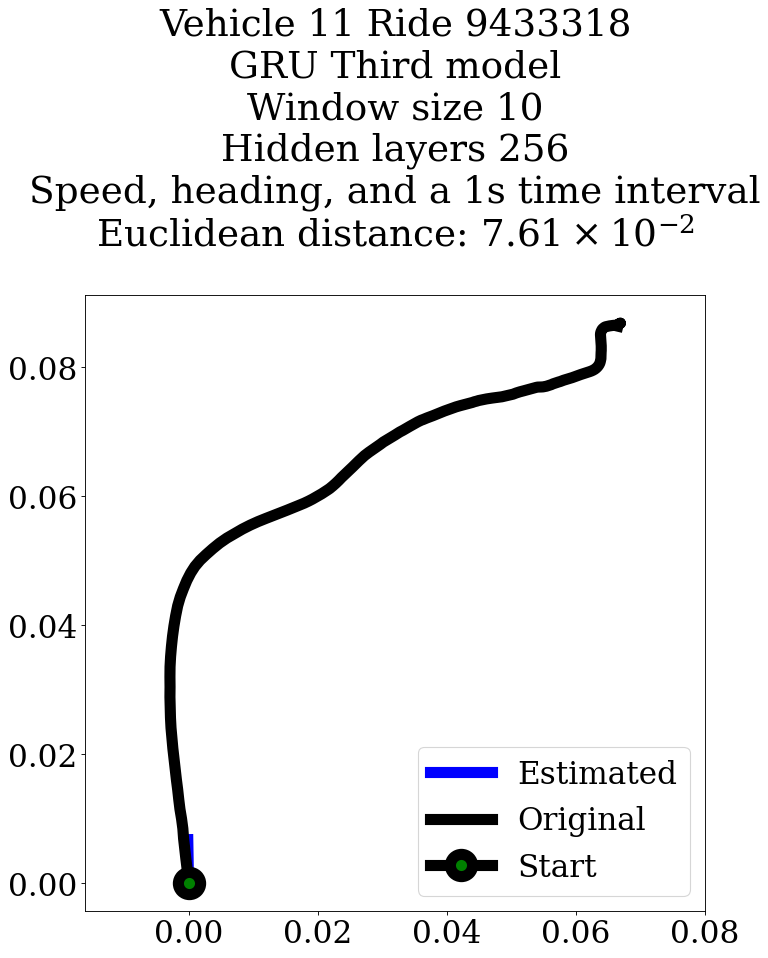 Vehicle 11 Ride 9433318
GRU Third model
Window size 10
Hidden layers 256
Speed, heading, and a 1s time interval
Euclidean distance: 7.61 × 10⁻²
0.08
0.06
0.04
0.02
0.00
Estimated
Original
Start
0.00 0.02 0.04 0.06 0.08